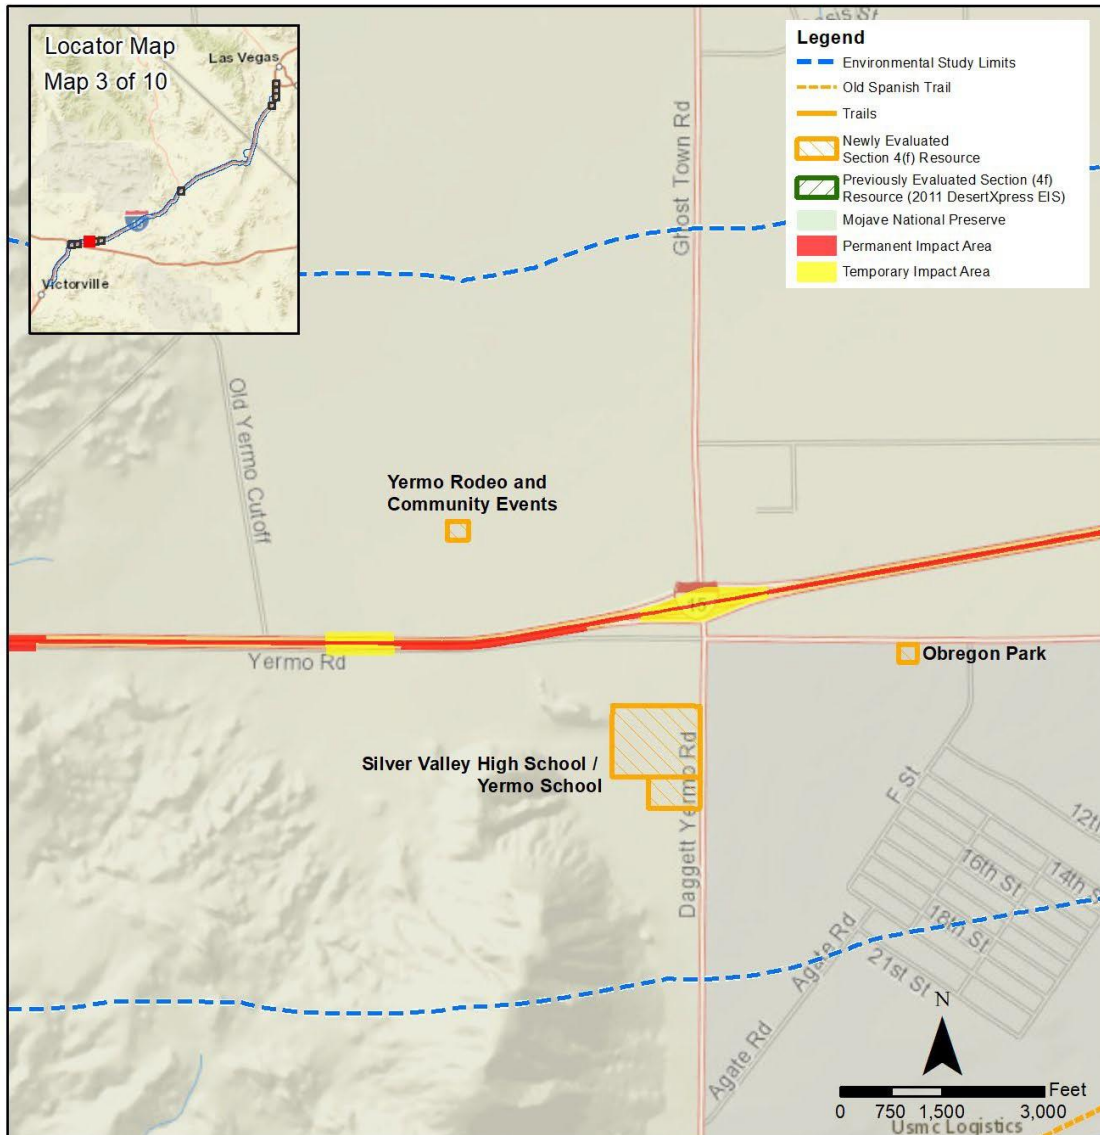 Locator Map
Map 3 of 10
Las Vegas
15
Victorville
Legend
Environmental Study Limits
Old Spanish Trail
Trails
Newly Evaluated
Section 4(f) Resource
Previously Evaluated Section (4f)
Resource (2011 DesertXpress EIS)
Mojave National Preserve
Permanent Impact Area
Temporary Impact Area
Ghost Town Rd
Old Yermo Cutoff
Yermo Rodeo and
Community Events
15
Yermo Rd
Obregon Park
Silver Valley High School /
Yermo School
Daggett Yermo Rd
F St
12th
14th S
16th St
18th St
21st St
Agate Rd
Agate Rd
N
Feet
0 750 1,500 3,000
Usmc Logistics